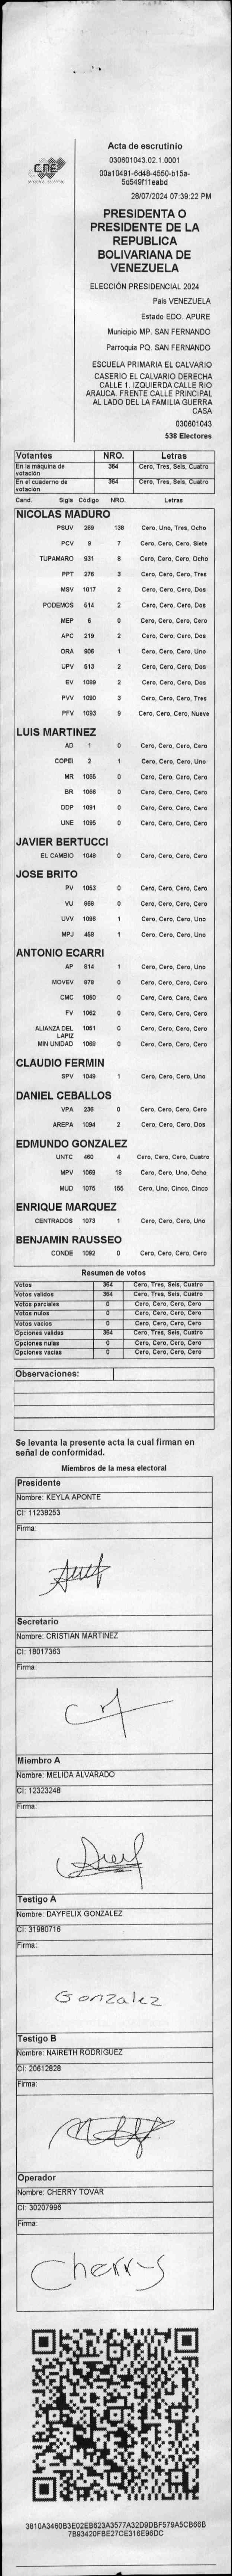 CNE
Acta de escrutinio
030601043.02.1.0001
00a10491-6d48-4550-b15a-
5d549f11eabd
28/07/2024 07:39:22 PM
PRESIDENTA O
PRESIDENTE DE LA
REPUBLICA
BOLIVARIANA DE
VENEZUELA
ELECCIÓN PRESIDENCIAL 2024
Pais VENEZUELA
Estado EDO. APURE
Municipio MP. SAN FERNANDO
Parroquia PQ. SAN FERNANDO
ESCUELA PRIMARIA EL CALVARIO
CASERIO EL CALVARIO DERECHA
CALLE 1. IZQUIERDA CALLE RIO
ARAUCA. FRENTE CALLE PRINCIPAL
AL LADO DE LA FAMILIA GUERRA
CASA
030601043
538 Electores
Votantes NRO. Letras
En la máquina de votación 364 Cero, Tres, Seis, Cuatro
En el cuaderno de votación 364 Cero, Tres, Seis, Cuatro
Cand. Sigla Código NRO. Letras
NICOLAS MADURO
PSUV 269 138 Cero, Uno, Tres, Ocho
PCV 9 7 Cero, Cero, Cero, Siete
TUPAMARO 931 8 Cero, Cero, Cero, Ocho
PPT 276 3 Cero, Cero, Cero, Tres
MSV 1017 2 Cero, Cero, Cero, Dos
PODEMOS 514 2 Cero, Cero, Cero, Dos
MEP 6 0 Cero, Cero, Cero, Cero
APC 219 2 Cero, Cero, Cero, Dos
ORA 906 1 Cero, Cero, Cero, Uno
UPV 513 2 Cero, Cero, Cero, Dos
EV 1089 2 Cero, Cero, Cero, Dos
PVV 1090 3 Cero, Cero, Cero, Tres
PFV 1093 9 Cero, Cero, Cero, Nueve
LUIS MARTINEZ
AD 1 0 Cero, Cero, Cero, Cero
COPEI 2 1 Cero, Cero, Cero, Uno
MR 1065 0 Cero, Cero, Cero, Cero
BR 1066 0 Cero, Cero, Cero, Cero
DDP 1091 0 Cero, Cero, Cero, Cero
UNE 1095 0 Cero, Cero, Cero, Cero
JAVIER BERTUCCI
EL CAMBIO 1048 0 Cero, Cero, Cero, Cero
JOSE BRITO
PV 1053 0 Cero, Cero, Cero, Cero
VU 868 0 Cero, Cero, Cero, Cero
UVV 1096 1 Cero, Cero, Cero, Uno
MPJ 458 1 Cero, Cero, Cero, Uno
ANTONIO ECARRI
AP 814 1 Cero, Cero, Cero, Uno
MOVEV 878 0 Cero, Cero, Cero, Cero
CMC 1050 0 Cero, Cero, Cero, Cero
FV 1062 0 Cero, Cero, Cero, Cero
ALIANZA DEL LAPIZ 1051 0 Cero, Cero, Cero, Cero
MIN UNIDAD 1068 0 Cero, Cero, Cero, Cero
CLAUDIO FERMIN
SPV 1049 1 Cero, Cero, Cero, Uno
DANIEL CEBALLOS
VPA 236 0 Cero, Cero, Cero, Cero
AREPA 1094 2 Cero, Cero, Cero, Dos
EDMUNDO GONZALEZ
UNTC 460 4 Cero, Cero, Cero, Cuatro
MPV 1069 18 Cero, Cero, Uno, Ocho
MUD 1075 155 Cero, Uno, Cinco, Cinco
ENRIQUE MARQUEZ
CENTRADOS 1073 1 Cero, Cero, Cero, Uno
BENJAMIN RAUSSEO
CONDE 1092 0 Cero, Cero, Cero, Cero
Resumen de votos
Votos 364 Cero, Tres, Seis, Cuatro
Votos validos 364 Cero, Tres, Seis, Cuatro
Votos parciales 0 Cero, Cero, Cero, Cero
Votos nulos 0 Cero, Cero, Cero, Cero
Votos vacios 0 Cero, Cero, Cero, Cero
Opciones validas 364 Cero, Tres, Seis, Cuatro
Opciones nulas 0 Cero, Cero, Cero, Cero
Opciones vacias 0 Cero, Cero, Cero, Cero
Observaciones:
Se levanta la presente acta la cual firman en
señal de conformidad.
Miembros de la mesa electoral
Presidente
Nombre: KEYLA APONTE
CI: 11238253
Firma:
Secretario
Nombre: CRISTIAN MARTINEZ
CI: 18017363
Firma:
Miembro A
Nombre: MELIDA ALVARADO
CI: 12323248
Firma:
Testigo A
Nombre: DAYFELIX GONZALEZ
CI: 31980716
Firma:
Gonzalez
Testigo B
Nombre: NAIRETH RODRIGUEZ
CI: 20612828
Firma:
Operador
Nombre: CHERRY TOVAR
CI: 30207996
Firma:
Cherrys
3810A3460B3E02EB623A3577A32D9DBF579A5CB66B
7B93420FBE27CE316E96DC